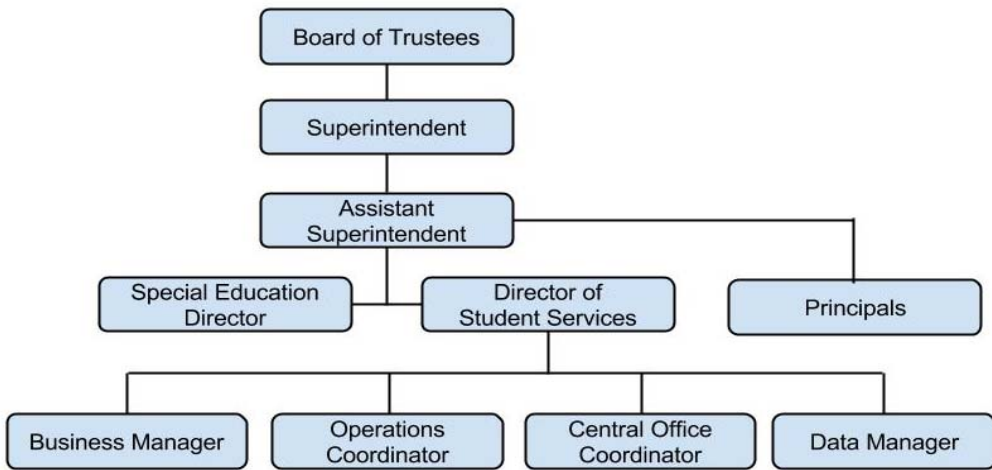 Board of Trustees
Superintendent
Assistant
Superintendent
Special Education
Director
Director of
Student Services
Principals
Business Manager
Operations
Coordinator
Central Office
Coordinator
Data Manager